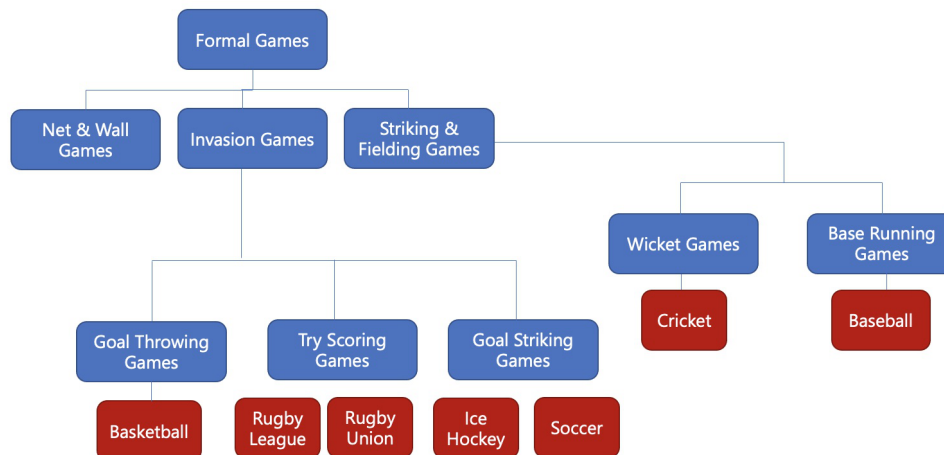 Formal Games
Net & Wall
Games
Invasion Games
Striking &
Fielding Games
Wicket Games
Base Running
Games
Cricket
Baseball
Goal Throwing
Games
Try Scoring
Games
Goal Striking
Games
Basketball
Rugby
League
Rugby
Union
Ice
Hockey
Soccer